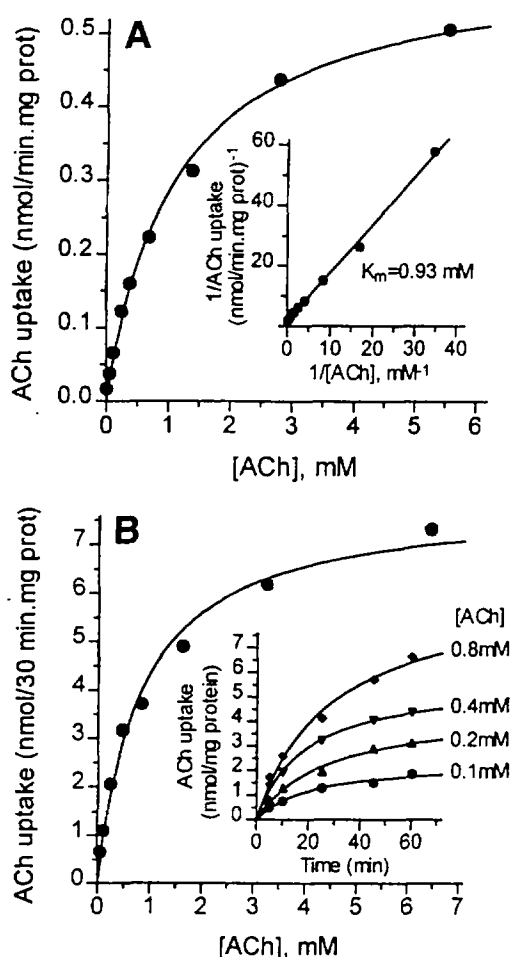 A
ACh uptake (nmol/min.mg prot)
0.5
0.4
0.3
0.2
0.1
0.0
0 1 2 3 4 5 6
[ACh], mM
1/ACh uptake
(nmol/min.mg prot)-1
60
40
20
0
0 10 20 30 40
1/[ACh], mM-1
Km=0.93 mM
B
ACh uptake (nmol/30 min.mg prot)
7
6
5
4
3
2
1
0
0 1 2 3 4 5 6 7
[ACh], mM
ACh uptake
(nmol/mg protein)
7
6
5
4
3
2
1
0
0 20 40 60
Time (min)
[ACh]
0.8mM
0.4mM
0.2mM
0.1mM